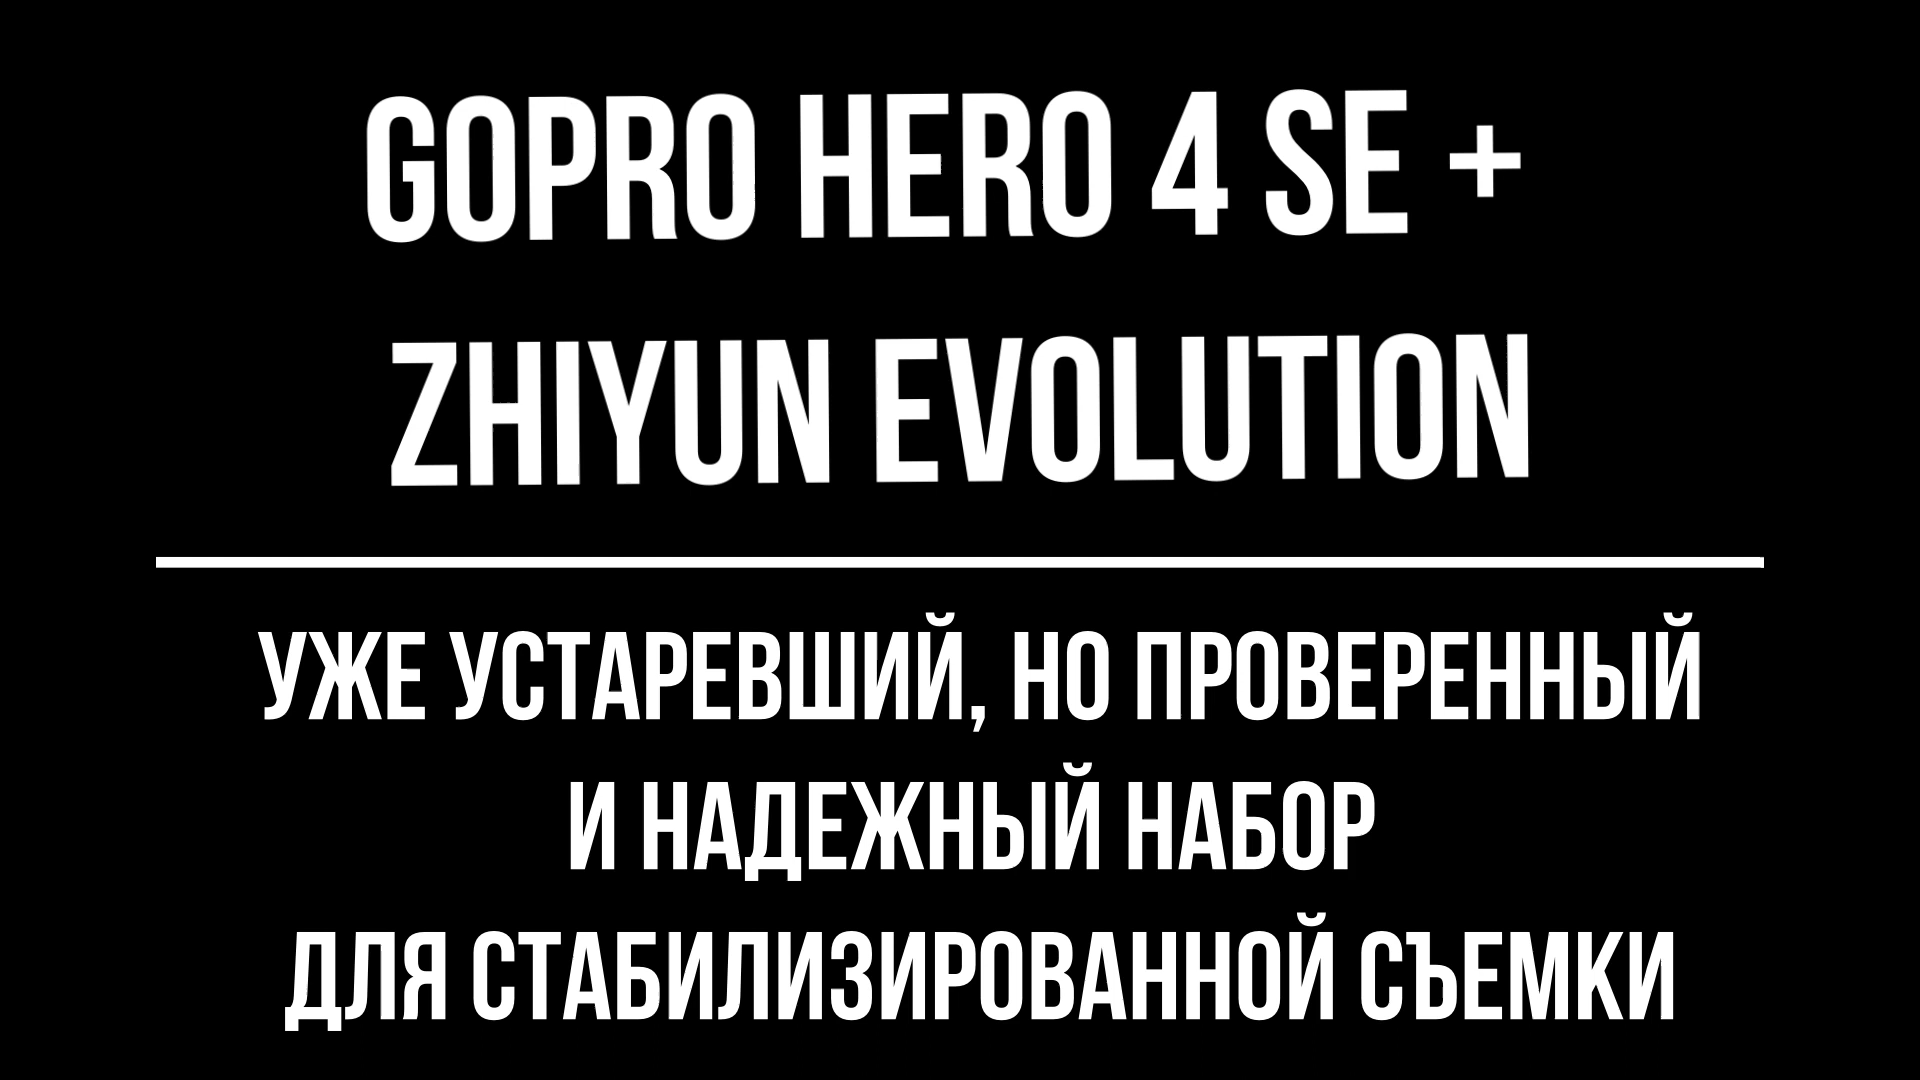 GOPRO HERO 4 SE +
ZHIYUN EVOLUTION
УЖЕ УСТАРЕВШИЙ, НО ПРОВЕРЕННЫЙ
И НАДЕЖНЫЙ НАБОР
ДЛЯ СТАБИЛИЗИРОВАННОЙ СЪЕМКИ